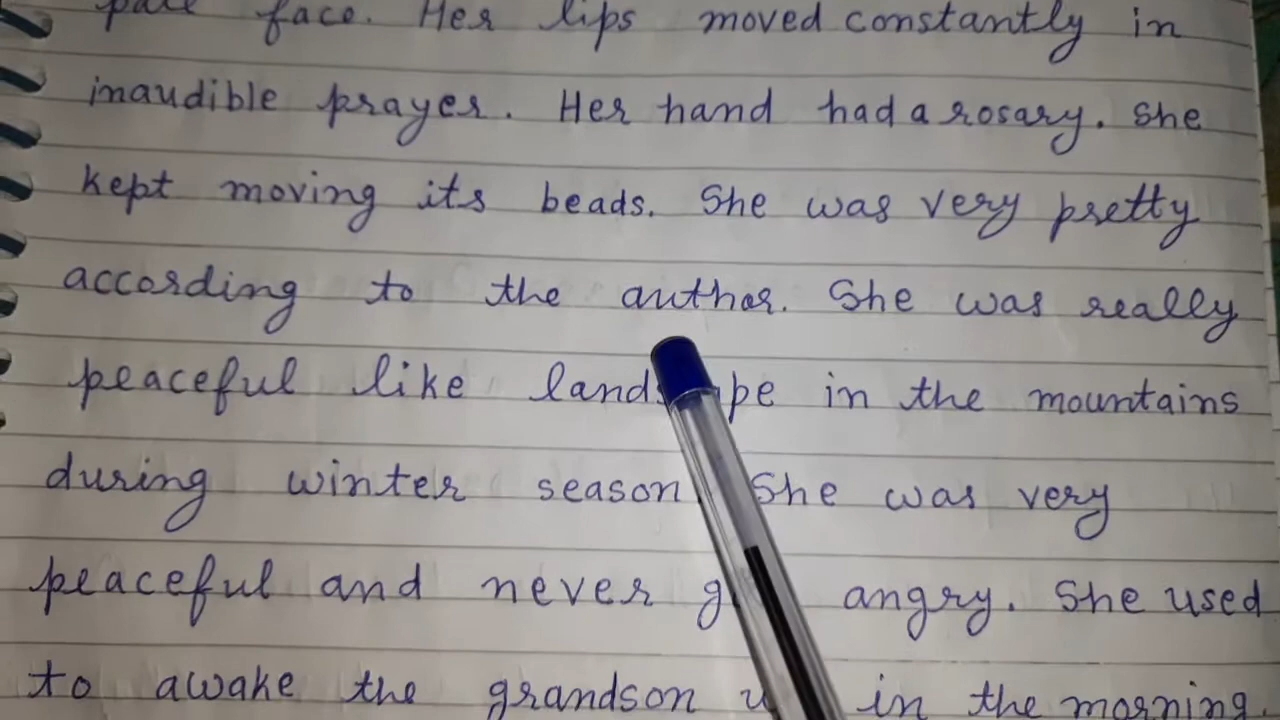 face. Her lips moved constantly in
inaudible prayer. Her hand had a rosary. She
kept moving its beads. She was very pretty
according to the author. She was really
peaceful like in the mountains
during winter season She was very
peaceful and never angry. She used
to awake the grandson in the morning.